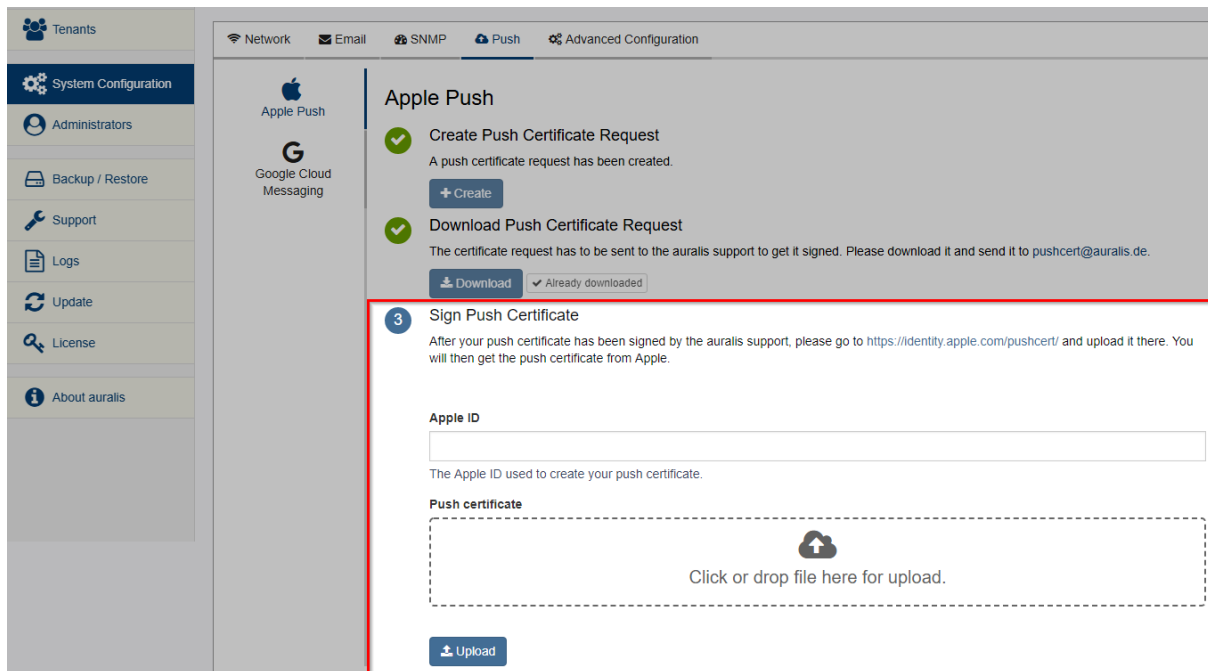 Tenants
System Configuration
Administrators
Backup / Restore
Support
Logs
Update
License
About auralis
Network
Email
SNMP
Push
Advanced Configuration
Apple Push
Google Cloud
Messaging
Apple Push
Create Push Certificate Request
A push certificate request has been created.
Create
Download Push Certificate Request
The certificate request has to be sent to the auralis support to get it signed. Please download it and send it to pushcert@auralis.de.
Download
Already downloaded
3
Sign Push Certificate
After your push certificate has been signed by the auralis support, please go to https://identity.apple.com/pushcert/ and upload it there. You
will then get the push certificate from Apple.
Apple ID
The Apple ID used to create your push certificate.
Push certificate
Click or drop file here for upload.
Upload